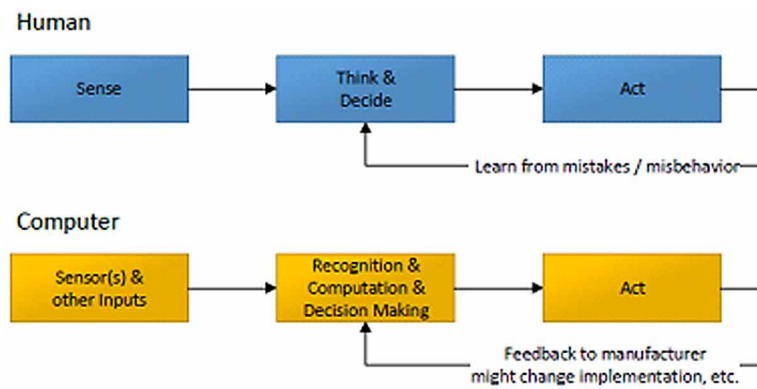 Human
Sense
Think &
Decide
Act
Learn from mistakes / misbehavior
Computer
Sensor(s) &
other Inputs
Recognition &
Computation &
Decision Making
Act
Feedback to manufacturer
might change implementation, etc.